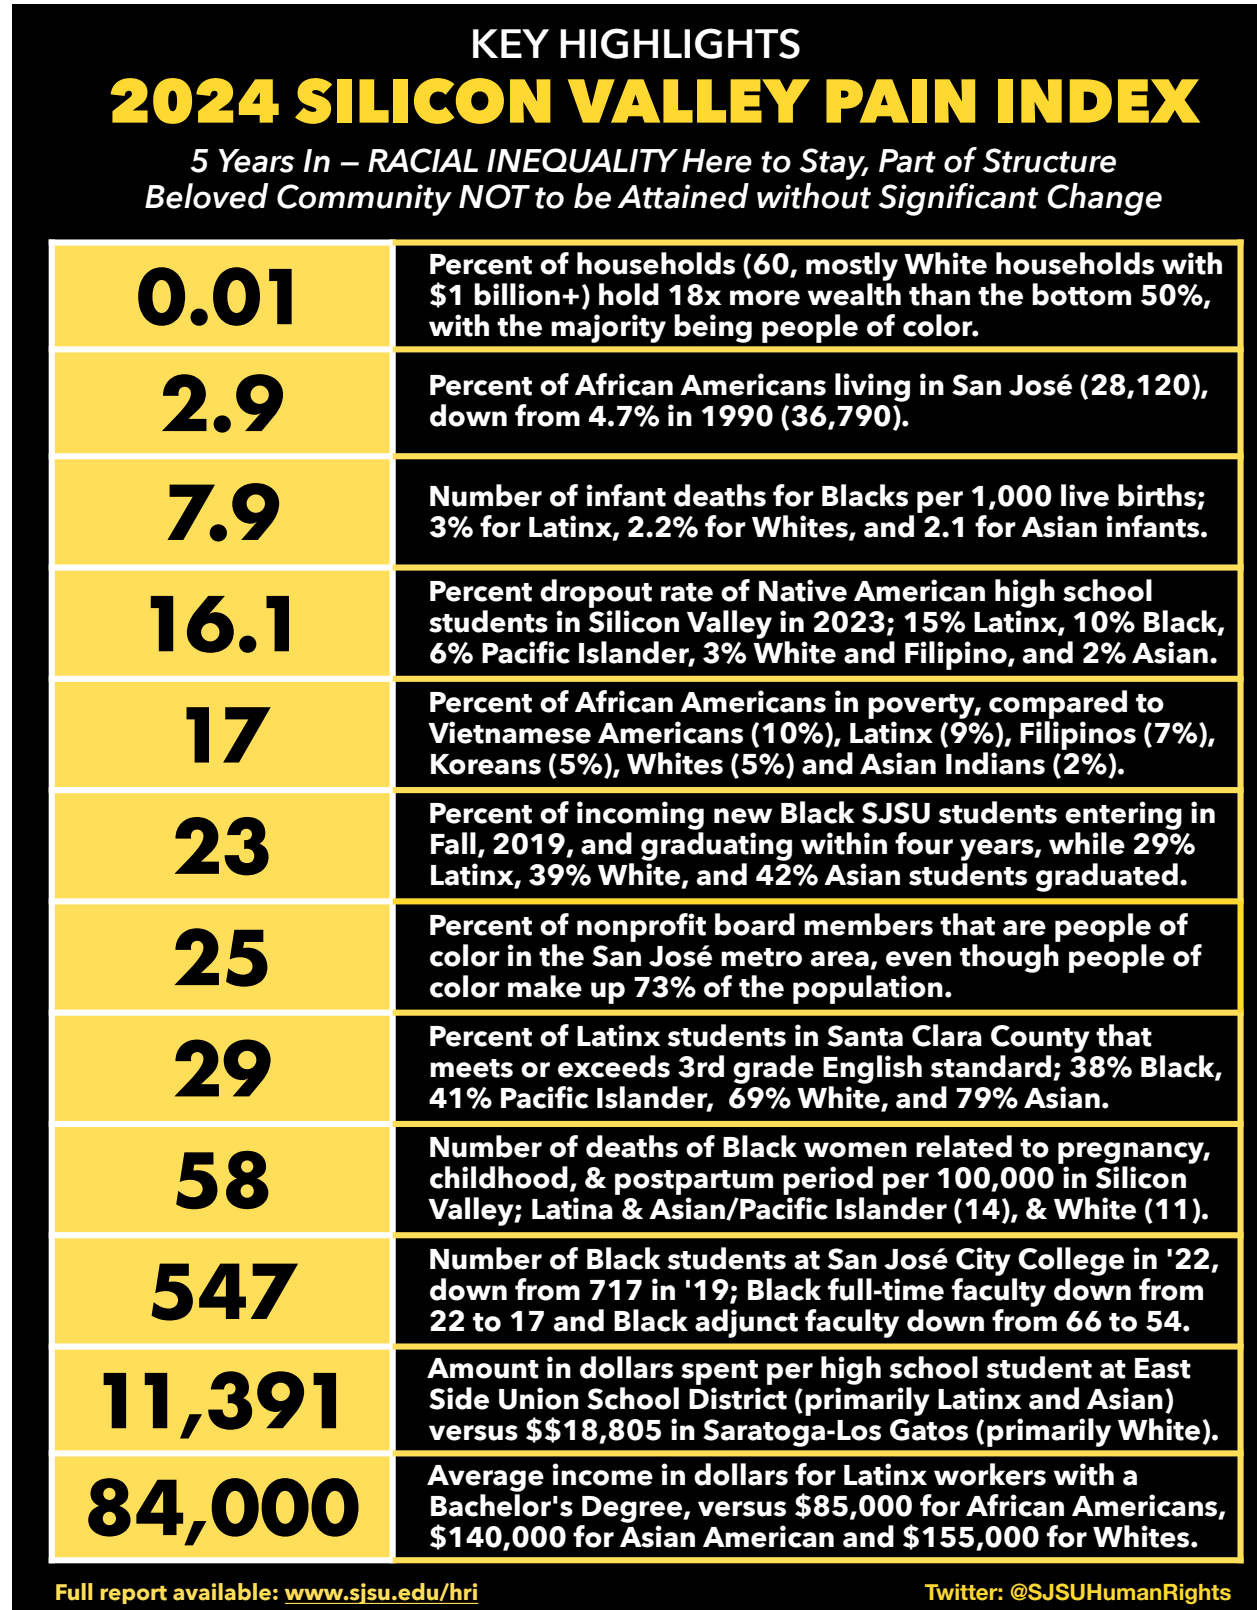 KEY HIGHLIGHTS
2024 SILICON VALLEY PAIN INDEX
5 Years In – RACIAL INEQUALITY Here to Stay, Part of Structure
Beloved Community NOT to be Attained without Significant Change
0.01
Percent of households (60, mostly White households with
$1 billion+) hold 18x more wealth than the bottom 50%,
with the majority being people of color.
2.9
Percent of African Americans living in San José (28,120),
down from 4.7% in 1990 (36,790).
7.9
Number of infant deaths for Blacks per 1,000 live births;
3% for Latinx, 2.2% for Whites, and 2.1 for Asian infants.
16.1
Percent dropout rate of Native American high school
students in Silicon Valley in 2023; 15% Latinx, 10% Black,
6% Pacific Islander, 3% White and Filipino, and 2% Asian.
17
Percent of African Americans in poverty, compared to
Vietnamese Americans (10%), Latinx (9%), Filipinos (7%),
Koreans (5%), Whites (5%) and Asian Indians (2%).
23
Percent of incoming new Black SJSU students entering in
Fall, 2019, and graduating within four years, while 29%
Latinx, 39% White, and 42% Asian students graduated.
25
Percent of nonprofit board members that are people of
color in the San José metro area, even though people of
color make up 73% of the population.
29
Percent of Latinx students in Santa Clara County that
meets or exceeds 3rd grade English standard; 38% Black,
41% Pacific Islander, 69% White, and 79% Asian.
58
Number of deaths of Black women related to pregnancy,
childhood, & postpartum period per 100,000 in Silicon
Valley; Latina & Asian/Pacific Islander (14), & White (11).
547
Number of Black students at San José City College in '22,
down from 717 in '19; Black full-time faculty down from
22 to 17 and Black adjunct faculty down from 66 to 54.
11,391
Amount in dollars spent per high school student at East
Side Union School District (primarily Latinx and Asian)
versus $$18,805 in Saratoga-Los Gatos (primarily White).
84,000
Average income in dollars for Latinx workers with a
Bachelor's Degree, versus $85,000 for African Americans,
$140,000 for Asian American and $155,000 for Whites.
Full report available: www.sjsu.edu/hri
Twitter: @SJSUHumanRights